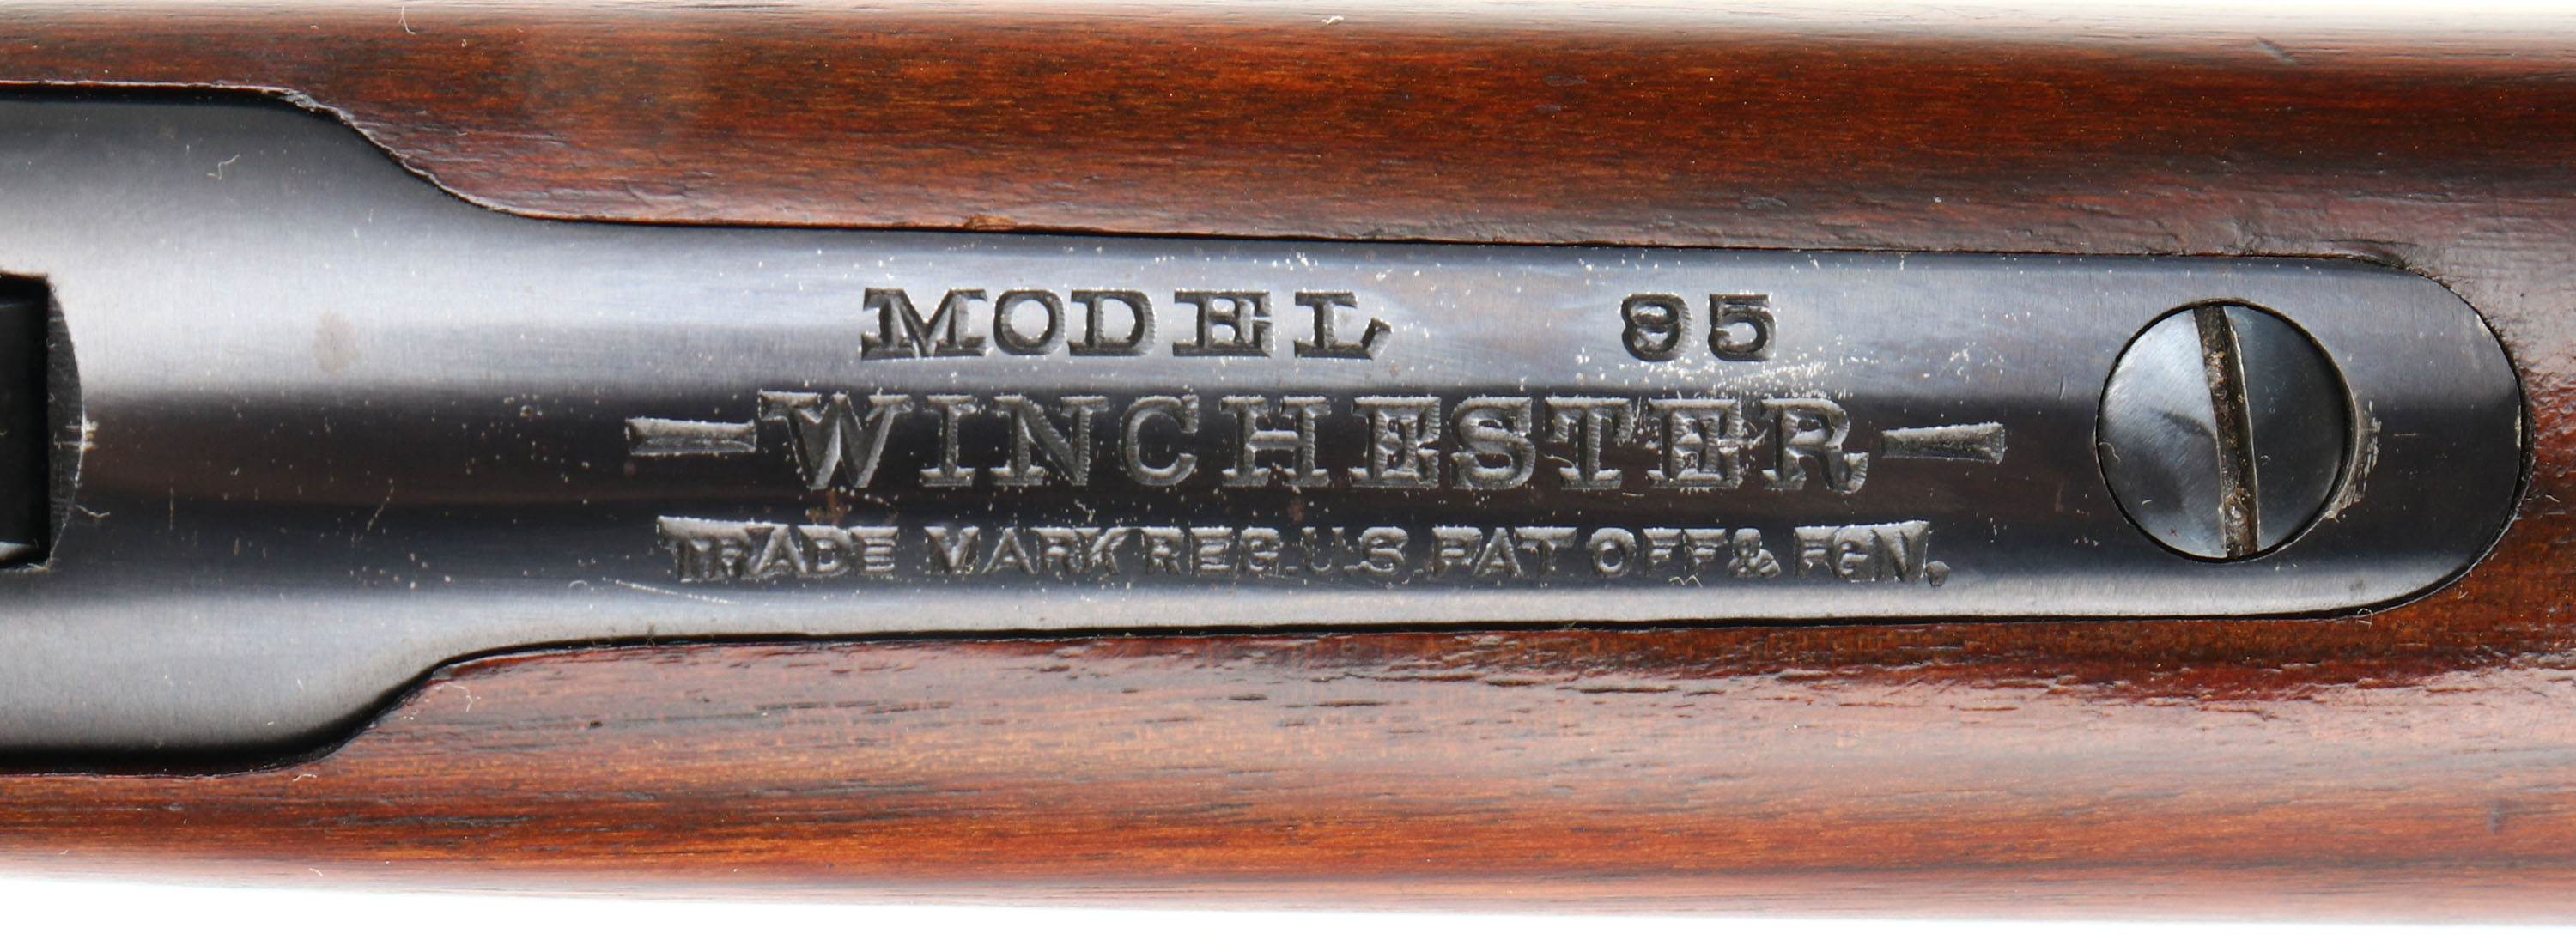 MODEL 95
—WINCHESTER—
TRADE MARK REG.U.S.PAT OFF& FGN.